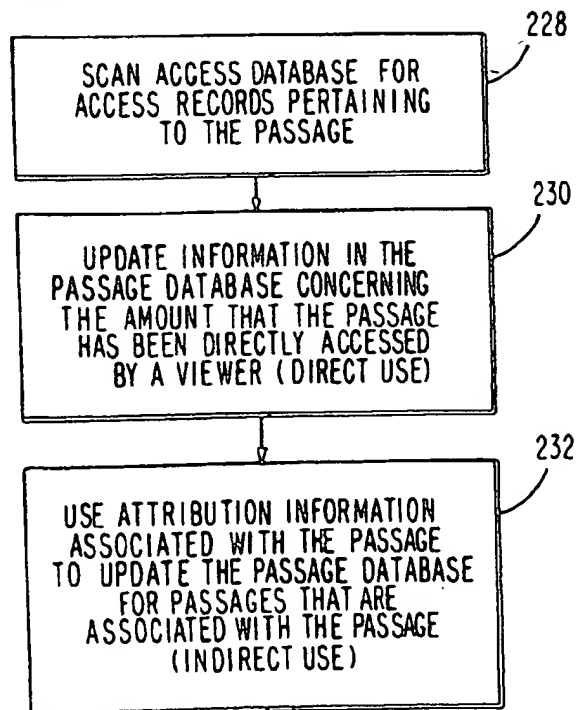 228
SCAN ACCESS DATABASE FOR
ACCESS RECORDS PERTAINING
TO THE PASSAGE
230
UPDATE INFORMATION IN THE
PASSAGE DATABASE CONCERNING
THE AMOUNT THAT THE PASSAGE
HAS BEEN DIRECTLY ACCESSED
BY A VIEWER (DIRECT USE)
232
USE ATTRIBUTION INFORMATION
ASSOCIATED WITH THE PASSAGE
TO UPDATE THE PASSAGE DATABASE
FOR PASSAGES THAT ARE
ASSOCIATED WITH THE PASSAGE
(INDIRECT USE)